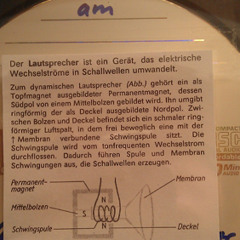 am
Der Lautsprecher ist ein Gerät, das elektrische
Wechselströme in Schallwellen umwandelt.
Zum dynamischen Lautsprecher (Abb.) gehört ein als
Topfmagnet ausgebildeter Permanentmagnet, dessen
Südpol von einem Mittelbolzen gebildet wird. Ihn umgibt
ringförmig der als Deckel ausgebildete Nordpol. Zwi-
schen Bolzen und Deckel befindet sich ein schmaler ring-
förmiger Luftspalt, in dem frei beweglich eine mit der
† Membran verbundene Schwingspule sitzt. Die
Schwingspule wird vom tonfrequenten Wechselstrom
durchflossen. Dadurch führen Spule und Membran
Schwingungen aus, die Schallwellen erzeugen.
Permanent-
magnet
Membran
Mittelbolzen
S
Schwingspule
Deckel